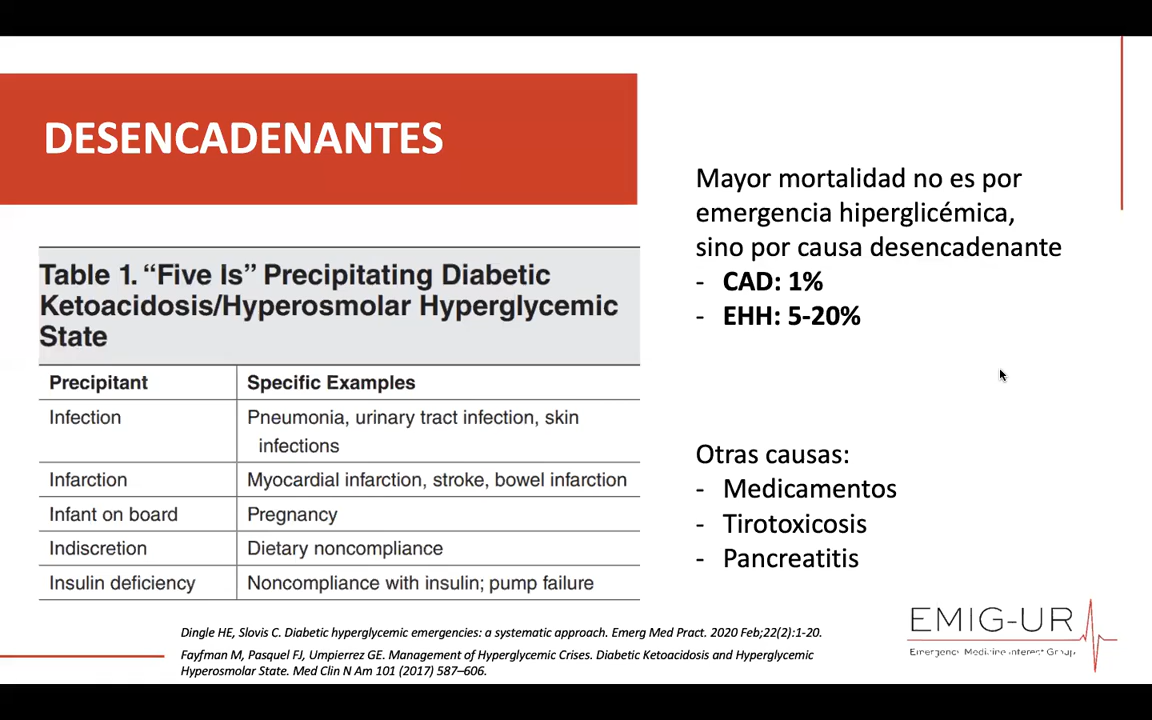 DESENCADENANTES
Table 1. “Five Is” Precipitating Diabetic
Ketoacidosis/Hyperosmolar Hyperglycemic
State
Precipitant Specific Examples
Infection Pneumonia, urinary tract infection, skin
infections
Infarction Myocardial infarction, stroke, bowel infarction
Infant on board Pregnancy
Indiscretion Dietary noncompliance
Insulin deficiency Noncompliance with insulin; pump failure
Mayor mortalidad no es por
emergencia hiperglicémica,
sino por causa desencadenante
- CAD: 1%
- EHH: 5-20%
Otras causas:
- Medicamentos
- Tirotoxicosis
- Pancreatitis
Dingle HE, Slovis C. Diabetic hyperglycemic emergencies: a systematic approach. Emerg Med Pract. 2020 Feb;22(2):1-20.
Fayfman M, Pasquel FJ, Umpierrez GE. Management of Hyperglycemic Crises. Diabetic Ketoacidosis and Hyperglycemic
Hyperosmolar State. Med Clin N Am 101 (2017) 587–606.
EMIG-UR
Emergency Medicine Interest Group